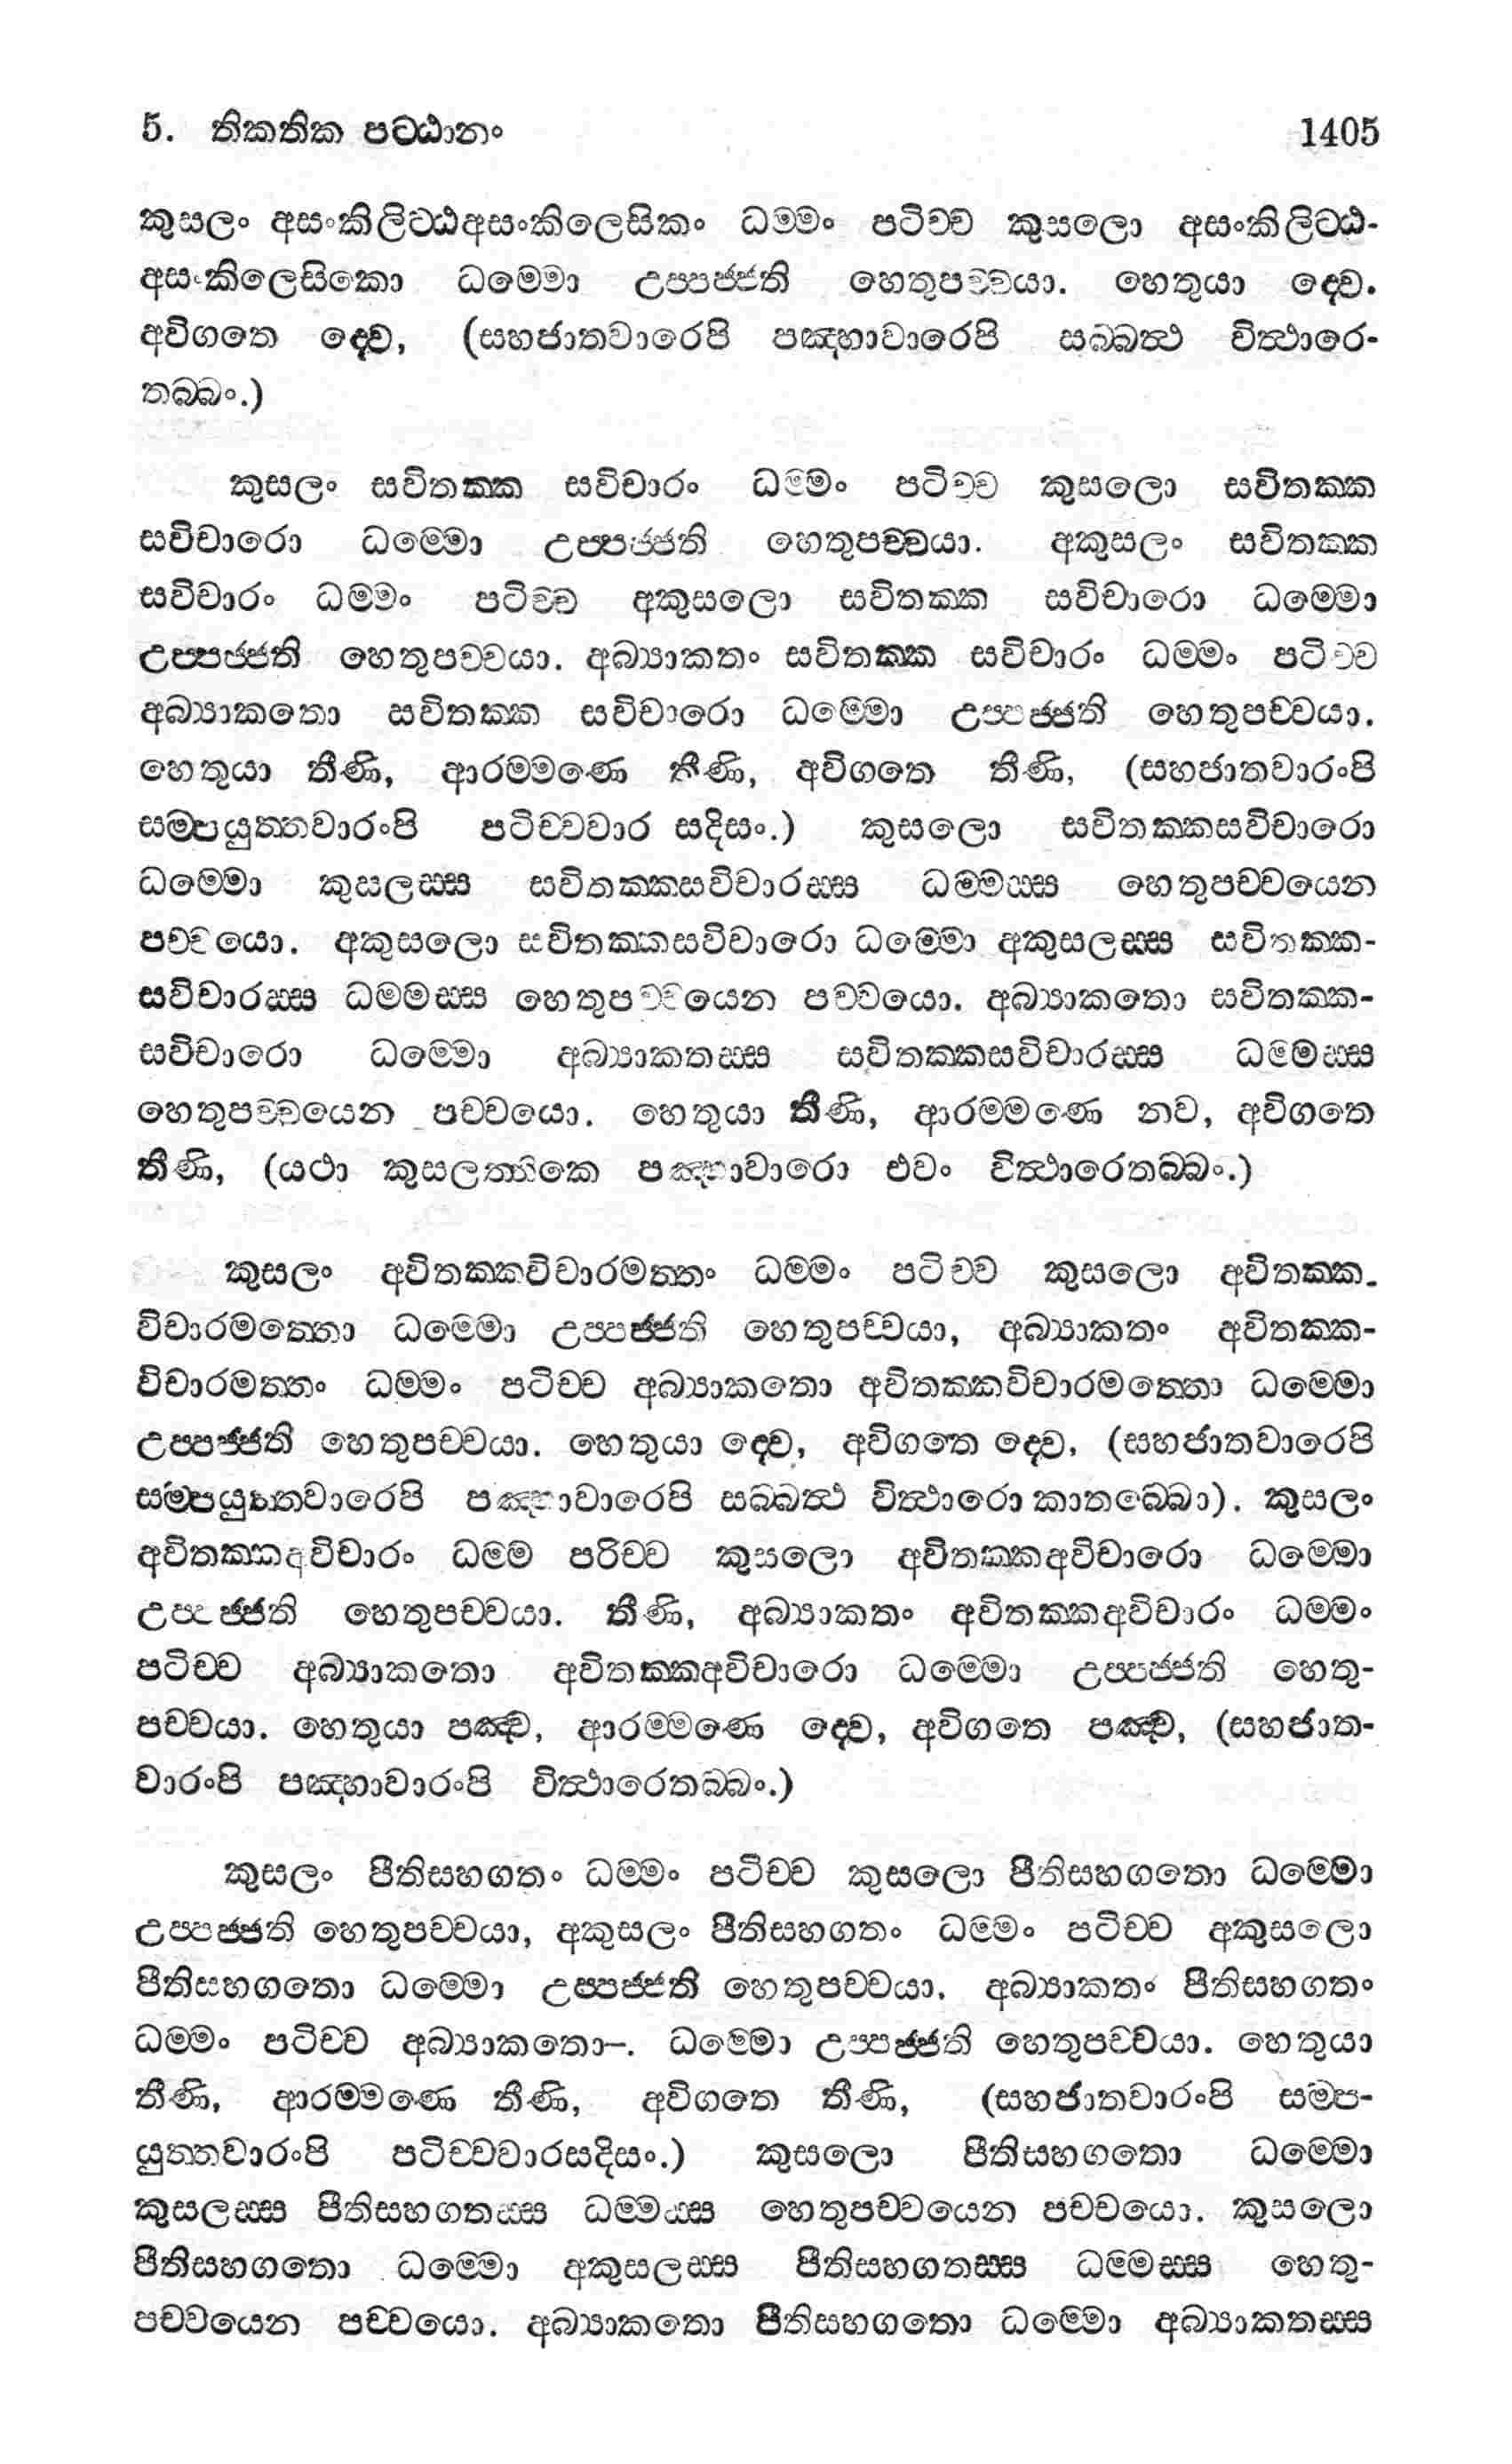 5. තිකතික පට්ඨානං 1405
කුසලං අසංකිලිට්ඨඅසංකිලෙසිකං ධම්මං පටිච්ච කුසලො අසංකිලිට්ඨ-
අසංකිලෙසිකො ධම්මො උප්පජ්ජති හෙතුපච්චයා. හෙතුයා ද්වෙ.
අවිගතෙ ද්වෙ, (සහජාතවාරෙපි පඤ්හාවාරෙපි සබ්බත්ථ විත්ථාරෙ-
තබ්බං.)
කුසලං සවිතක්ක සවිචාරං ධම්මං පටිච්ච කුසලො සවිතක්ක
සවිචාරො ධම්මො උප්පජ්ජති හෙතුපච්චයා. අකුසලං සවිතක්ක
සවිචාරං ධම්මං පටිච්ච අකුසලො සවිතක්ක සවිචාරො ධම්මො
උප්පජ්ජති හෙතුපච්චයා. අබ්‍යාකතං සවිතක්ක සවිචාරං ධම්මං පටිච්ච
අබ්‍යාකතො සවිතක්ක සවිචාරො ධම්මො උප්පජ්ජති හෙතුපච්චයා.
හෙතුයා තීණි, ආරම්මණෙ තීණි, අවිගතෙ තීණි, (සහජාතවාරංපි
සම්පයුත්තවාරංපි පටිච්චවාර සදිසං.) කුසලො සවිතක්කසවිචාරො
ධම්මො කුසලස්ස සවිතක්කසවිචාරස්ස ධම්මස්ස හෙතුපච්චයෙන
පච්චයො. අකුසලො සවිතක්කසවිචාරො ධම්මො අකුසලස්ස සවිතක්ක-
සවිචාරස්ස ධම්මස්ස හෙතුපච්චයෙන පච්චයො. අබ්‍යාකතො සවිතක්ක-
සවිචාරො ධම්මො අබ්‍යාකතස්ස සවිතක්කසවිචාරස්ස ධම්මස්ස
හෙතුපච්චයෙන පච්චයො. හෙතුයා තීණි, ආරම්මණෙ නව, අවිගතෙ
තීණි, (යථා කුසලත්තිකෙ පඤ්හාවාරො එවං විත්ථාරෙතබ්බං.)
කුසලං අවිතක්කවිචාරමත්තං ධම්මං පටිච්ච කුසලො අවිතක්ක-
විචාරමත්තො ධම්මො උප්පජ්ජති හෙතුපච්චයා, අබ්‍යාකතං අවිතක්ක-
විචාරමත්තං ධම්මං පටිච්ච අබ්‍යාකතො අවිතක්කවිචාරමත්තො ධම්මො
උප්පජ්ජති හෙතුපච්චයා. හෙතුයා ද්වෙ, අවිගතෙ ද්වෙ, (සහජාතවාරෙපි
සම්පයුත්තවාරෙපි පඤ්හාවාරෙපි සබ්බත්ථ විත්ථාරො කාතබ්බො). කුසලං
අවිතක්කඅවිචාරං ධම්ම පරිච්ච කුසලො අවිතක්කඅවිචාරො ධම්මො
උප්පජ්ජති හෙතුපච්චයා. තීණි, අබ්‍යාකතං අවිතක්කඅවිචාරං ධම්මං
පටිච්ච අබ්‍යාකතො අවිතක්කඅවිචාරො ධම්මො උප්පජ්ජති හෙතු-
පච්චයා. හෙතුයා පඤ්ච, ආරම්මණෙ ද්වෙ, අවිගතෙ පඤ්ච, (සහජාත-
වාරංපි පඤ්හාවාරංපි විත්ථාරෙතබ්බං.)
කුසලං පීතිසහගතං ධම්මං පටිච්ච කුසලො පීතිසහගතො ධම්මො
උප්පජ්ජති හෙතුපච්චයා, අකුසලං පීතිසහගතං ධම්මං පටිච්ච අකුසලො
පීතිසහගතො ධම්මො උප්පජ්ජති හෙතුපච්චයා. අබ්‍යාකතං පීතිසහගතං
ධම්මං පටිච්ච අබ්‍යාකතො–. ධම්මො උප්පජ්ජති හෙතුපච්චයා. හෙතුයා
තීණි, ආරම්මණෙ තීණි, අවිගතෙ තීණි, (සහජාතවාරංපි සම්ප-
යුත්තවාරංපි පටිච්චවාරසදිසං.) කුසලො පීතිසහගතො ධම්මො
කුසලස්ස පීතිසහගතස්ස ධම්මස්ස හෙතුපච්චයෙන පච්චයො. කුසලො
පීතිසහගතො ධම්මො අකුසලස්ස පීතිසහගතස්ස ධම්මස්ස හෙතු-
පච්චයෙන පච්චයො. අබ්‍යාකතො පීතිසහගතො ධම්මො අබ්‍යාකතස්ස